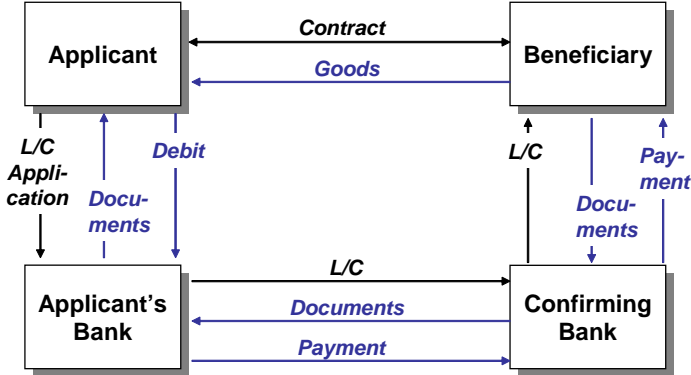 Applicant
Contract
Beneficiary
Goods
L/C
Appli-
cation
Docu-
ments
Debit
L/C
Docu-
ments
Pay-
ment
Applicant's
Bank
L/C
Documents
Payment
Confirming
Bank